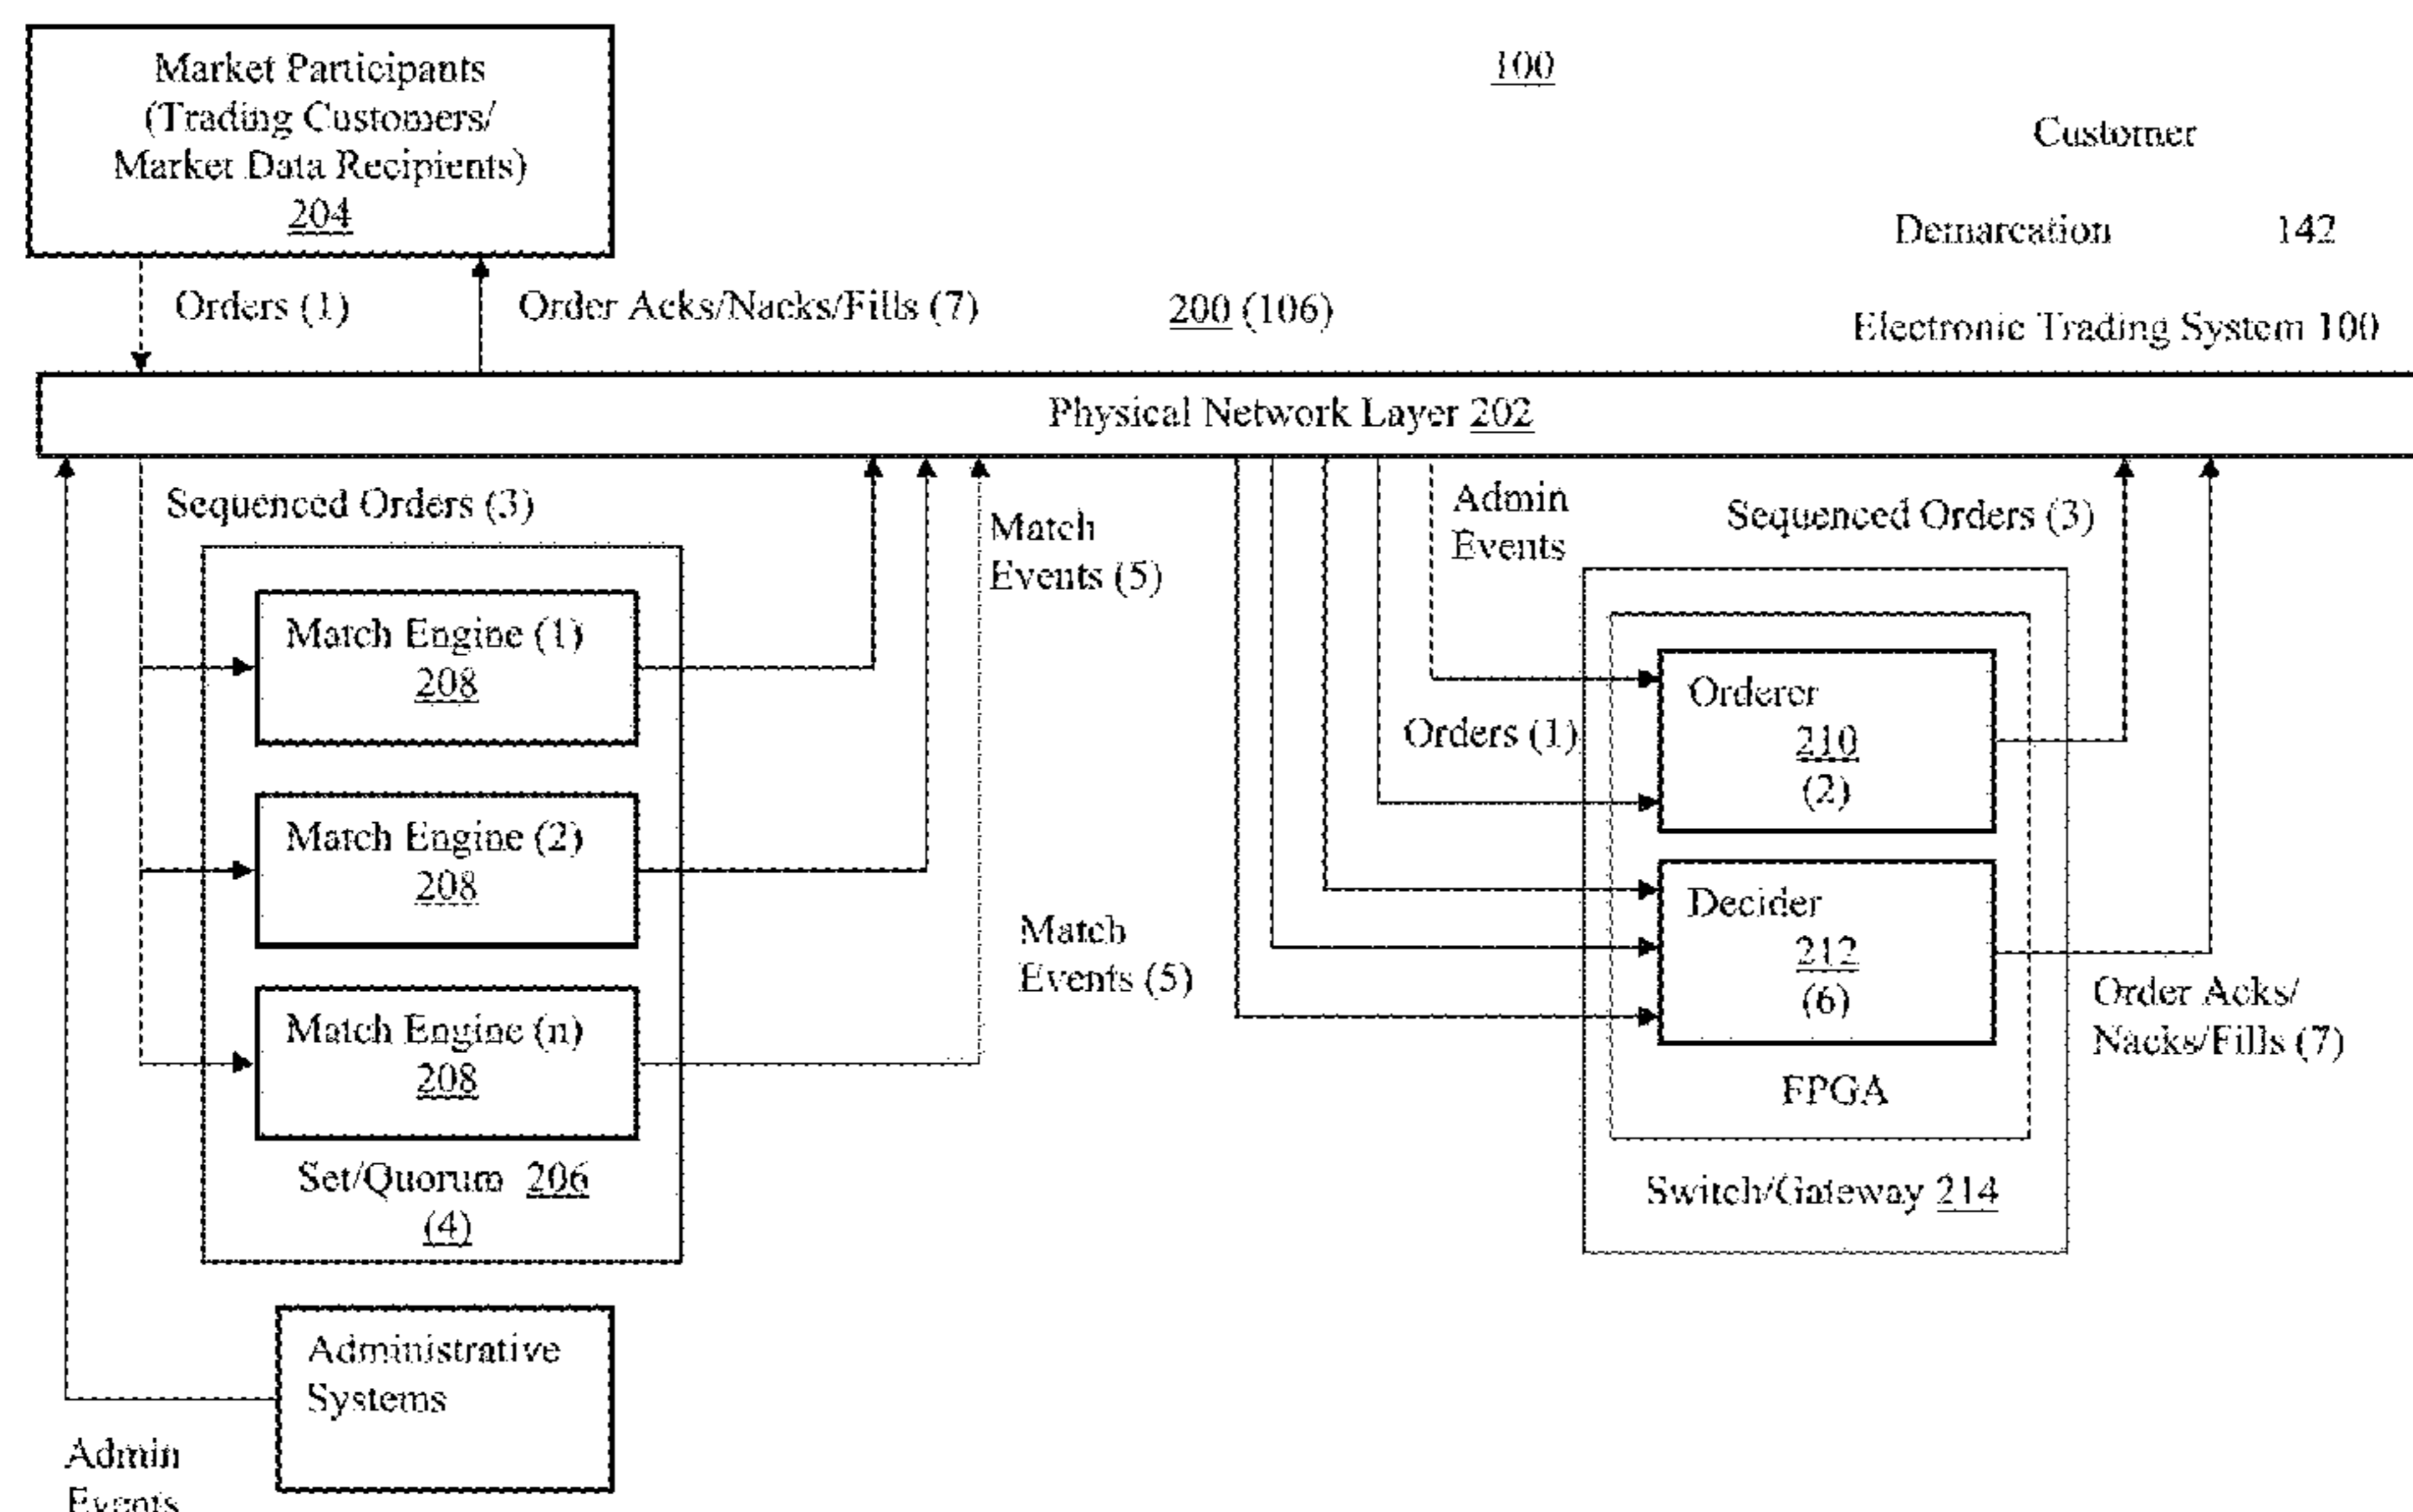 Market Participants
(Trading Customers/
Market Data Recipients)
204
100
Customer
Demarcation 142
Electronic Trading System 100
Orders (1)
Order Acks/Nacks/Fills (7)
200 (106)
Physical Network Layer 202
Sequenced Orders (3)
Match
Events (5)
Admin
Events
Sequenced Orders (3)
Match Engine (1)
208
Match Engine (2)
208
Match Engine (n)
208
Set/Quorum 206
(4)
Match
Events (5)
Orders (1)
Orderer
210
(2)
Decider
212
(6)
FPGA
Switch/Gateway 214
Order Acks/
Nacks/Fills (7)
Administrative
Systems
Admin
Events